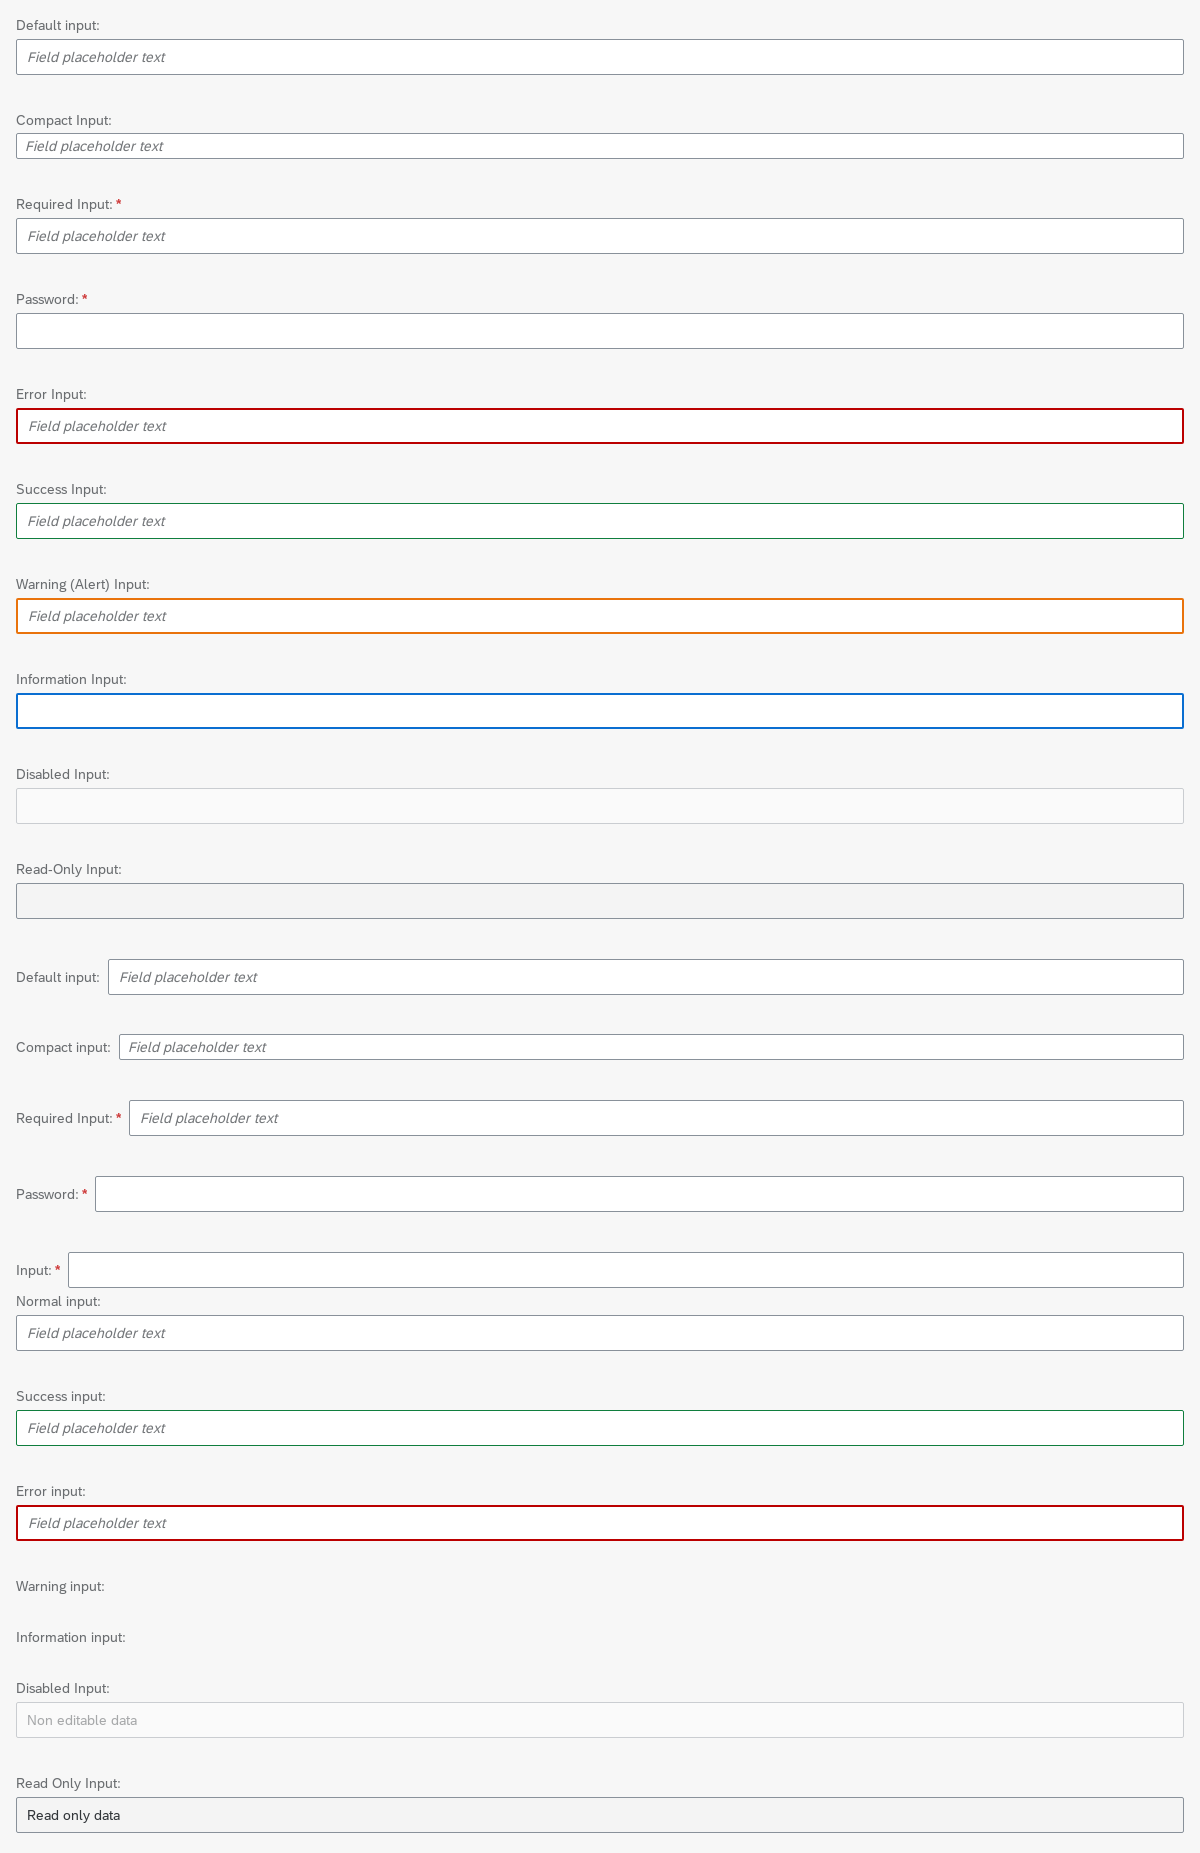 Default input:
Field placeholder text
Compact Input:
Field placeholder text
Required Input: *
Field placeholder text
Password: *
Error Input:
Field placeholder text
Success Input:
Field placeholder text
Warning (Alert) Input:
Field placeholder text
Information Input:
Disabled Input:
Read-Only Input:
Default input: Field placeholder text
Compact input: Field placeholder text
Required Input: * Field placeholder text
Password: *
Input: *
Normal input:
Field placeholder text
Success input:
Field placeholder text
Error input:
Field placeholder text
Warning input:
Information input:
Disabled Input:
Non editable data
Read Only Input:
Read only data